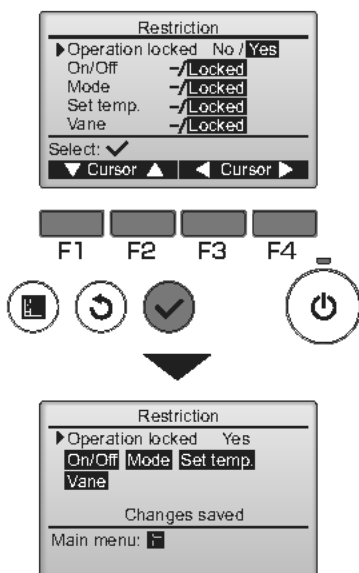 Restriction
Operation locked No / Yes
On/Off –/Locked
Mode –/Locked
Set temp. –/Locked
Vane –/Locked
Select: ✓
▼ Cursor ▲ ◀ Cursor ▶
F1 F2 F3 F4
Restriction
Operation locked Yes
On/Off Mode Set temp.
Vane
Changes saved
Main menu: